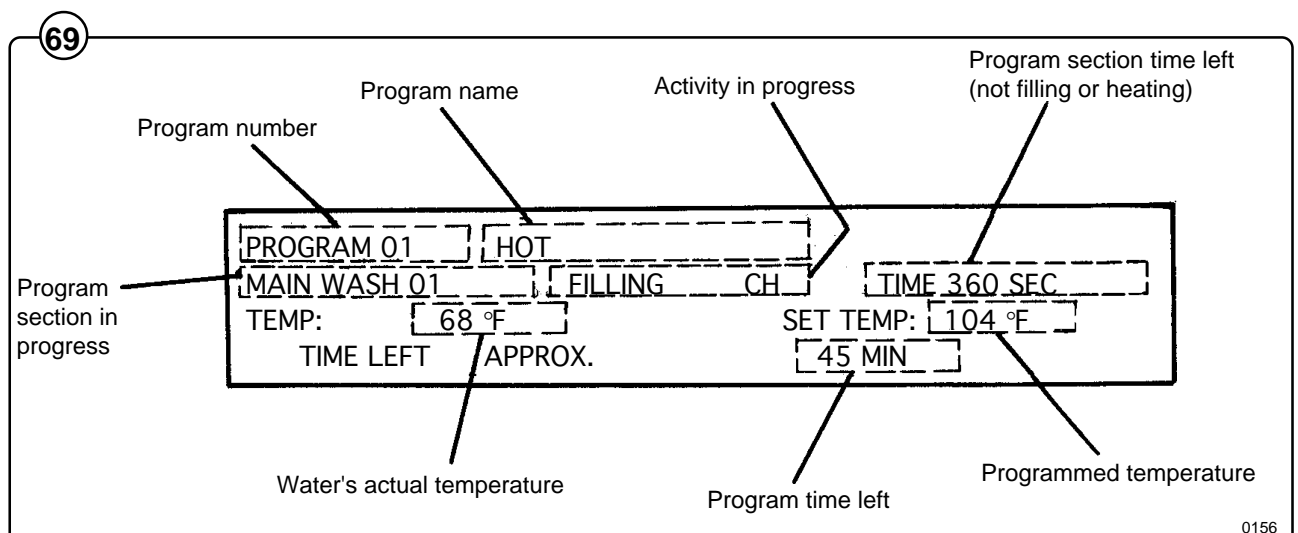 69
Program section time left
(not filling or heating)
Activity in progress
Program name
Program number
PROGRAM 01 HOT
MAIN WASH 01 FILLING CH TIME 360 SEC
TEMP: 68 °F SET TEMP: 104 °F
TIME LEFT APPROX. 45 MIN
Program
section in
progress
Water's actual temperature
Program time left
Programmed temperature
0156